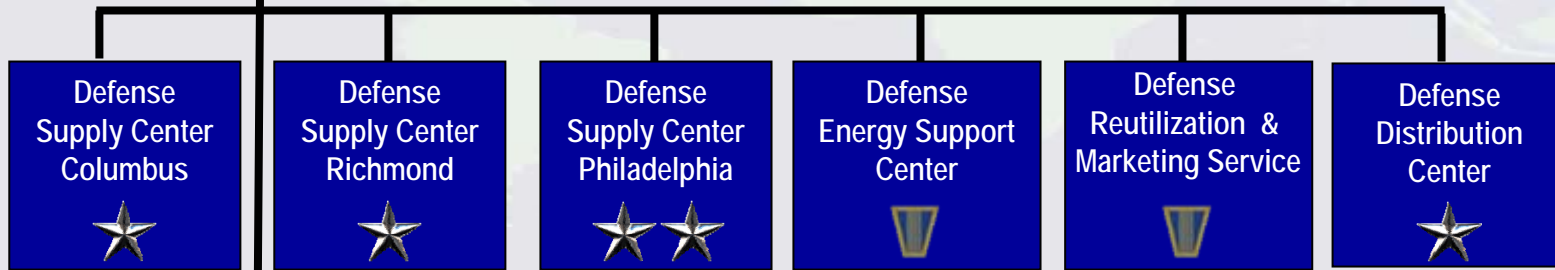 Defense
Supply Center
Columbus
Defense
Supply Center
Richmond
Defense
Supply Center
Philadelphia
Defense
Energy Support
Center
Defense
Reutilization &
Marketing Service
Defense
Distribution
Center